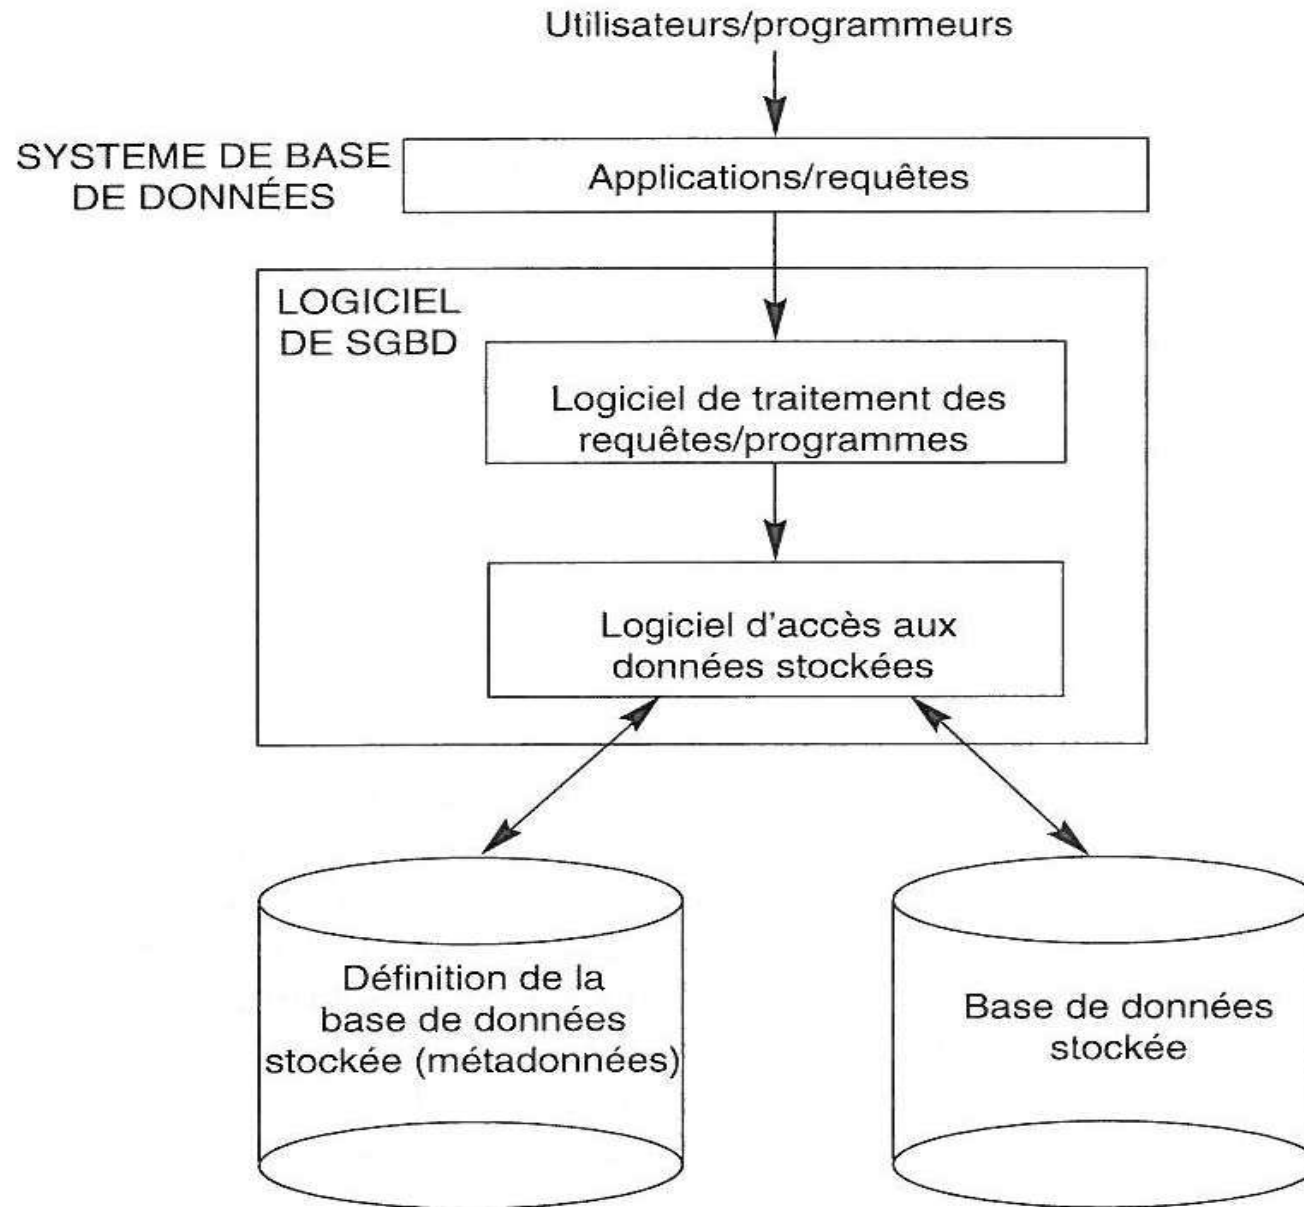 Utilisateurs/programmeurs
SYSTEME DE BASE
DE DONNÉES
Applications/requêtes
LOGICIEL
DE SGBD
Logiciel de traitement des
requêtes/programmes
Logiciel d'accès aux
données stockées
Définition de la
base de données
stockée (métadonnées)
Base de données
stockée